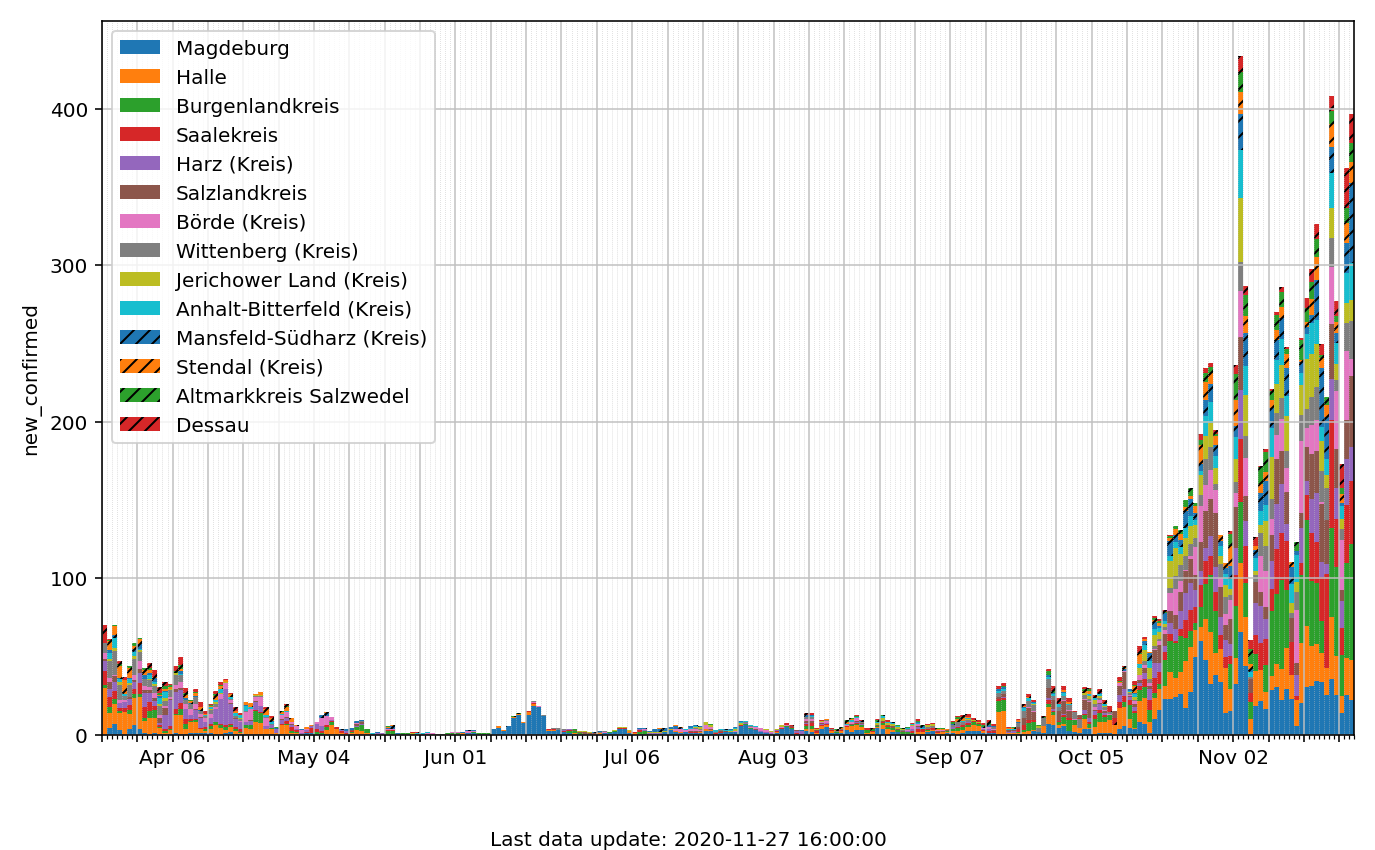 Magdeburg
Halle
Burgenlandkreis
Saalekreis
Harz (Kreis)
Salzlandkreis
Börde (Kreis)
Wittenberg (Kreis)
Jerichower Land (Kreis)
Anhalt-Bitterfeld (Kreis)
Mansfeld-Südharz (Kreis)
Stendal (Kreis)
Altmarkkreis Salzwedel
Dessau
new_confirmed
400
300
200
100
0
Apr 06 May 04 Jun 01 Jul 06 Aug 03 Sep 07 Oct 05 Nov 02
Last data update: 2020-11-27 16:00:00